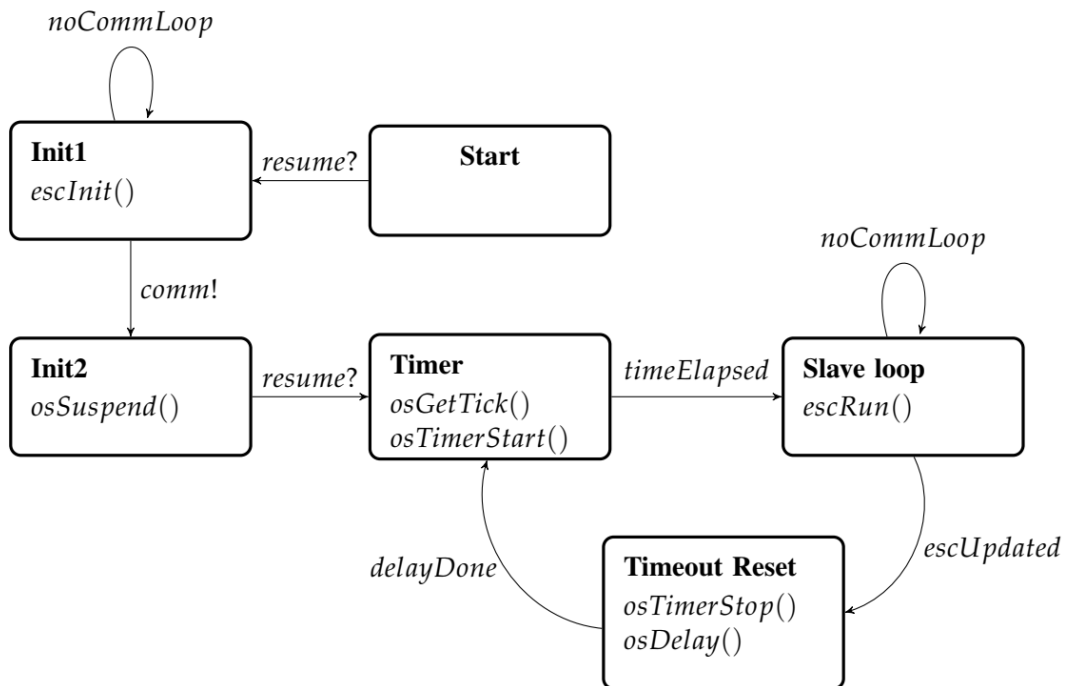 noCommLoop
Init1
escInit()
resume?
Start
comm!
noCommLoop
Init2
osSuspend()
resume?
Timer
osGetTick()
osTimerStart()
timeElapsed
Slave loop
escRun()
delayDone
escUpdated
Timeout Reset
osTimerStop()
osDelay()